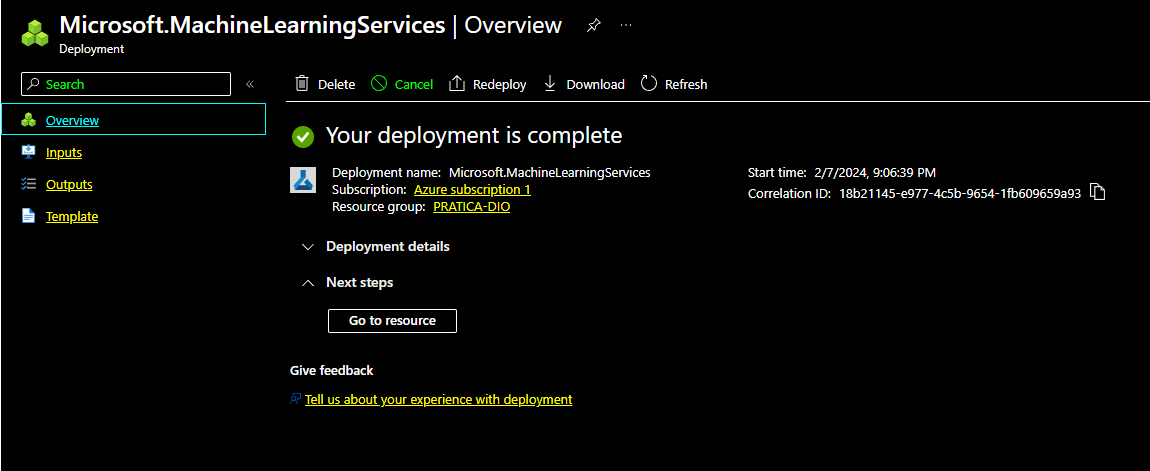 Microsoft.MachineLearningServices | Overview
Deployment
Search
Overview
Inputs
Outputs
Template
Delete Cancel Redeploy Download Refresh
Your deployment is complete
Deployment name: Microsoft.MachineLearningServices
Subscription: Azure subscription 1
Resource group: PRATICA-DIO
Start time: 2/7/2024, 9:06:39 PM
Correlation ID: 18b21145-e977-4c5b-9654-1fb609659a93
Deployment details
Next steps
Go to resource
Give feedback
Tell us about your experience with deployment